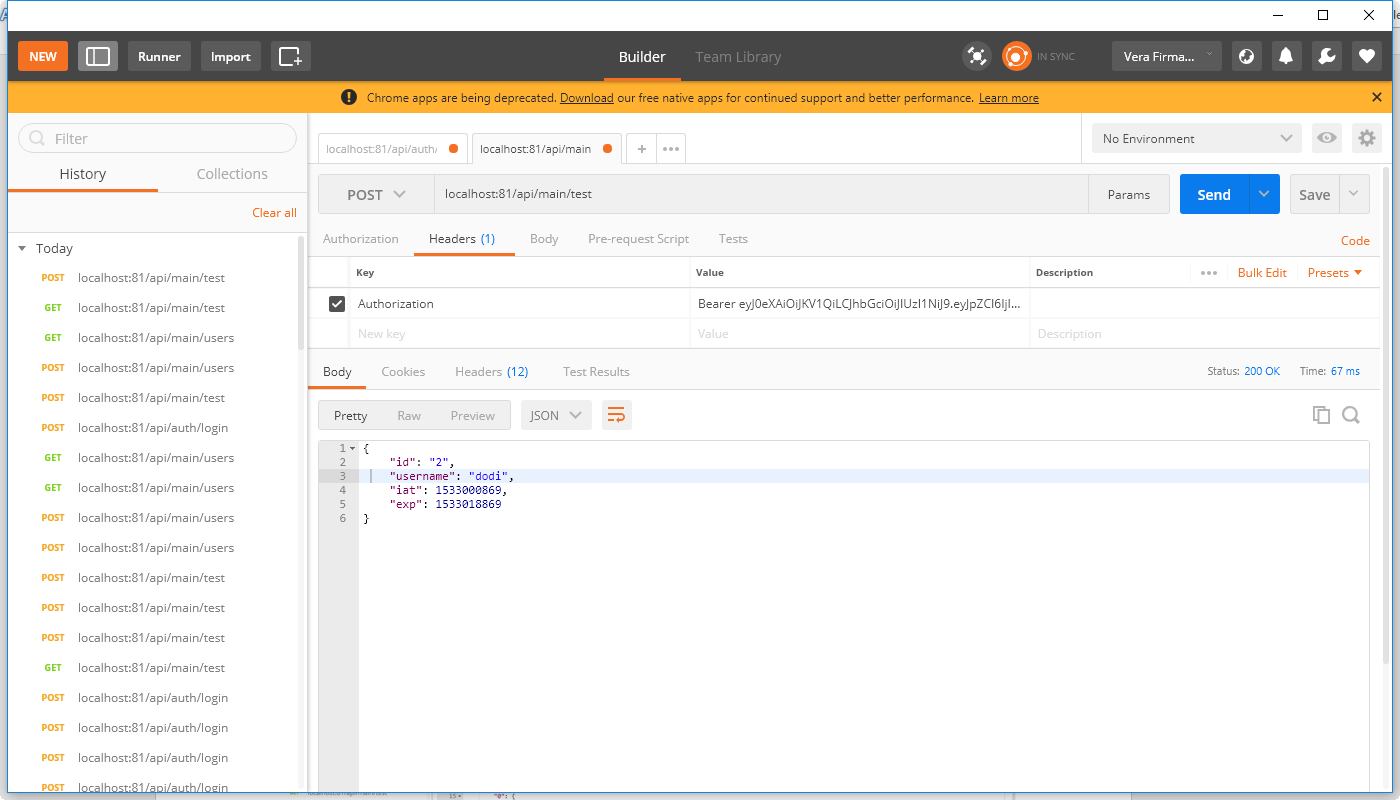 NEW Runner Import Builder Team Library IN SYNC Vera Firma...
Chrome apps are being deprecated. Download our free native apps for continued support and better performance. Learn more
Filter
History Collections
Clear all
Today
POST localhost:81/api/main/test
GET localhost:81/api/main/test
GET localhost:81/api/main/users
POST localhost:81/api/main/users
POST localhost:81/api/main/test
POST localhost:81/api/auth/login
GET localhost:81/api/main/users
GET localhost:81/api/main/users
POST localhost:81/api/main/users
POST localhost:81/api/main/users
POST localhost:81/api/main/test
POST localhost:81/api/main/test
POST localhost:81/api/main/test
GET localhost:81/api/main/test
POST localhost:81/api/auth/login
POST localhost:81/api/auth/login
POST localhost:81/api/auth/login
POST localhost:81/api/auth/login
localhost:81/api/auth/ localhost:81/api/main + •••
No Environment
POST localhost:81/api/main/test Params Send Save
Authorization Headers (1) Body Pre-request Script Tests Code
Key Value Description ••• Bulk Edit Presets
Authorization Bearer eyJ0eXAiOiJKV1QiLCJhbGciOiJIUzI1NiJ9.eyJpZCI6IjI...
New key Value Description
Body Cookies Headers (12) Test Results Status: 200 OK Time: 67 ms
Pretty Raw Preview JSON
1 {
2 "id": "2",
3 "username": "dodi",
4 "iat": 1533000869,
5 "exp": 1533018869
6 }
15 "0": {